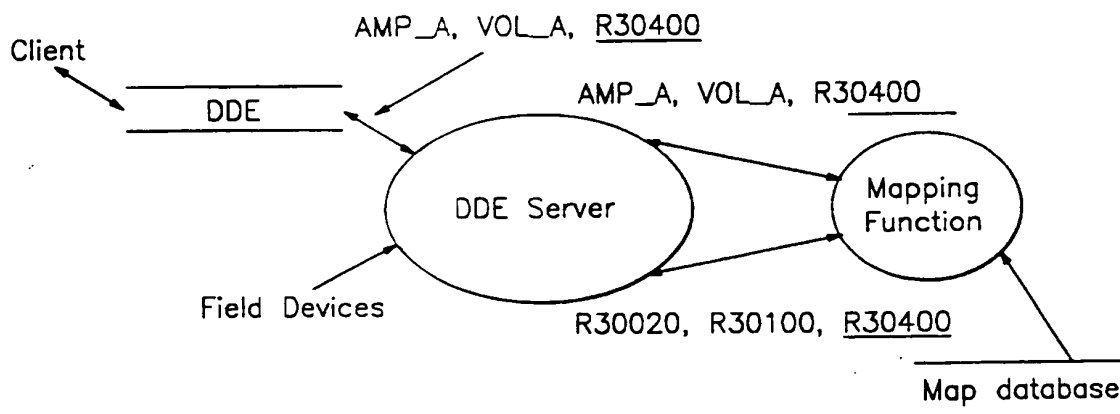 AMP_A, VOL_A, R30400
Client
DDE
AMP_A, VOL_A, R30400
DDE Server
Mapping
Function
Field Devices
R30020, R30100, R30400
Map database